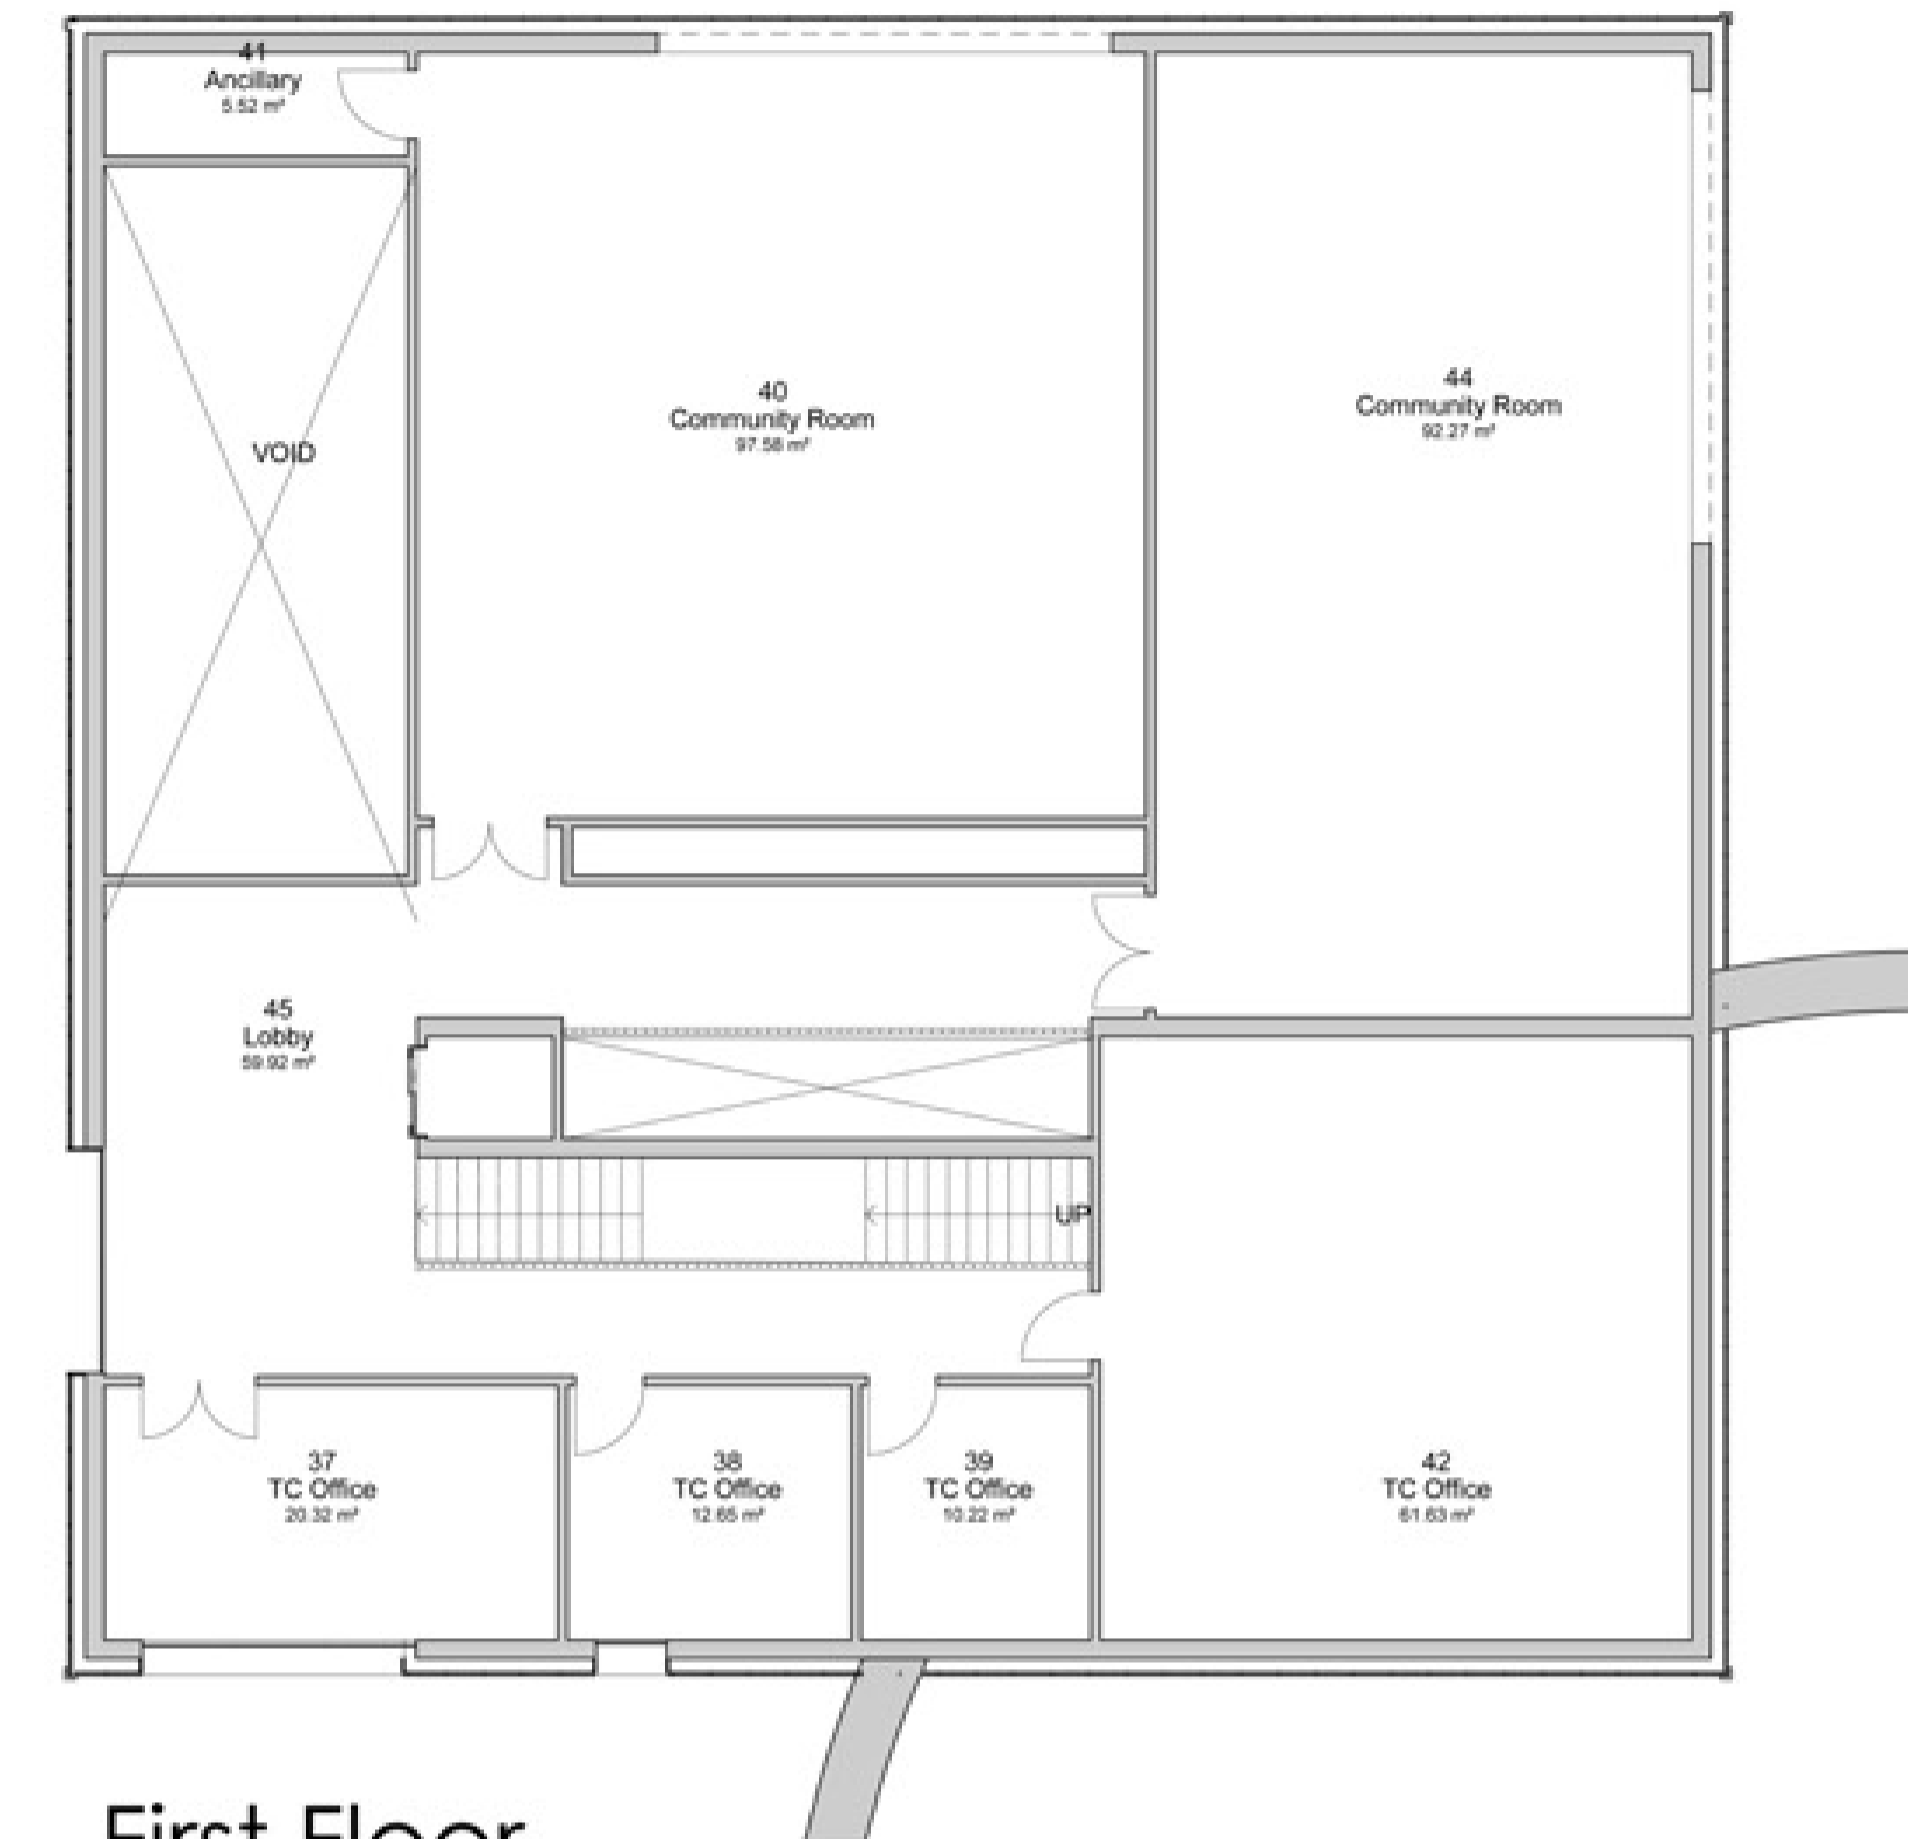 41
Ancillary
5.52 m²
VOID
40
Community Room
97.58 m²
44
Community Room
92.27 m²
45
Lobby
59.92 m²
UP
37
TC Office
20.32 m²
38
TC Office
12.65 m²
39
TC Office
10.22 m²
42
TC Office
61.63 m²
First Floor